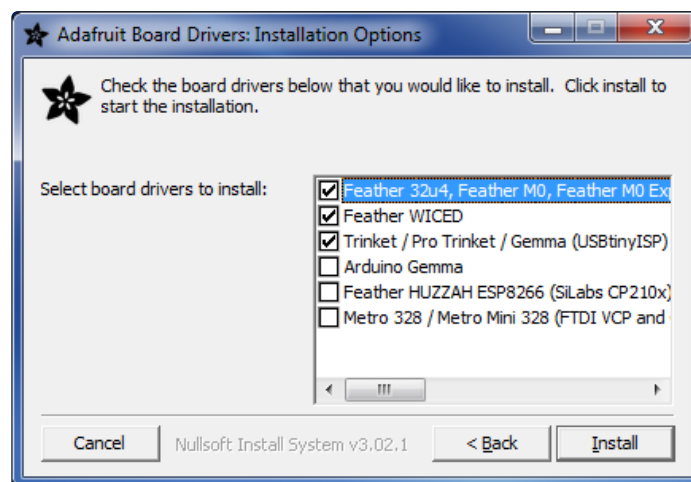 Adafruit Board Drivers: Installation Options
Check the board drivers below that you would like to install. Click install to
start the installation.
Select board drivers to install:
Feather 32u4, Feather M0, Feather M0
Feather WICED
Trinket / Pro Trinket / Gemma (USBtinyISP)
Arduino Gemma
Feather HUZZAH ESP8266 (SiLabs CP210x)
Metro 328 / Metro Mini 328 (FTDI VCP and
Cancel
Nullsoft Install System v3.02.1
< Back
Install